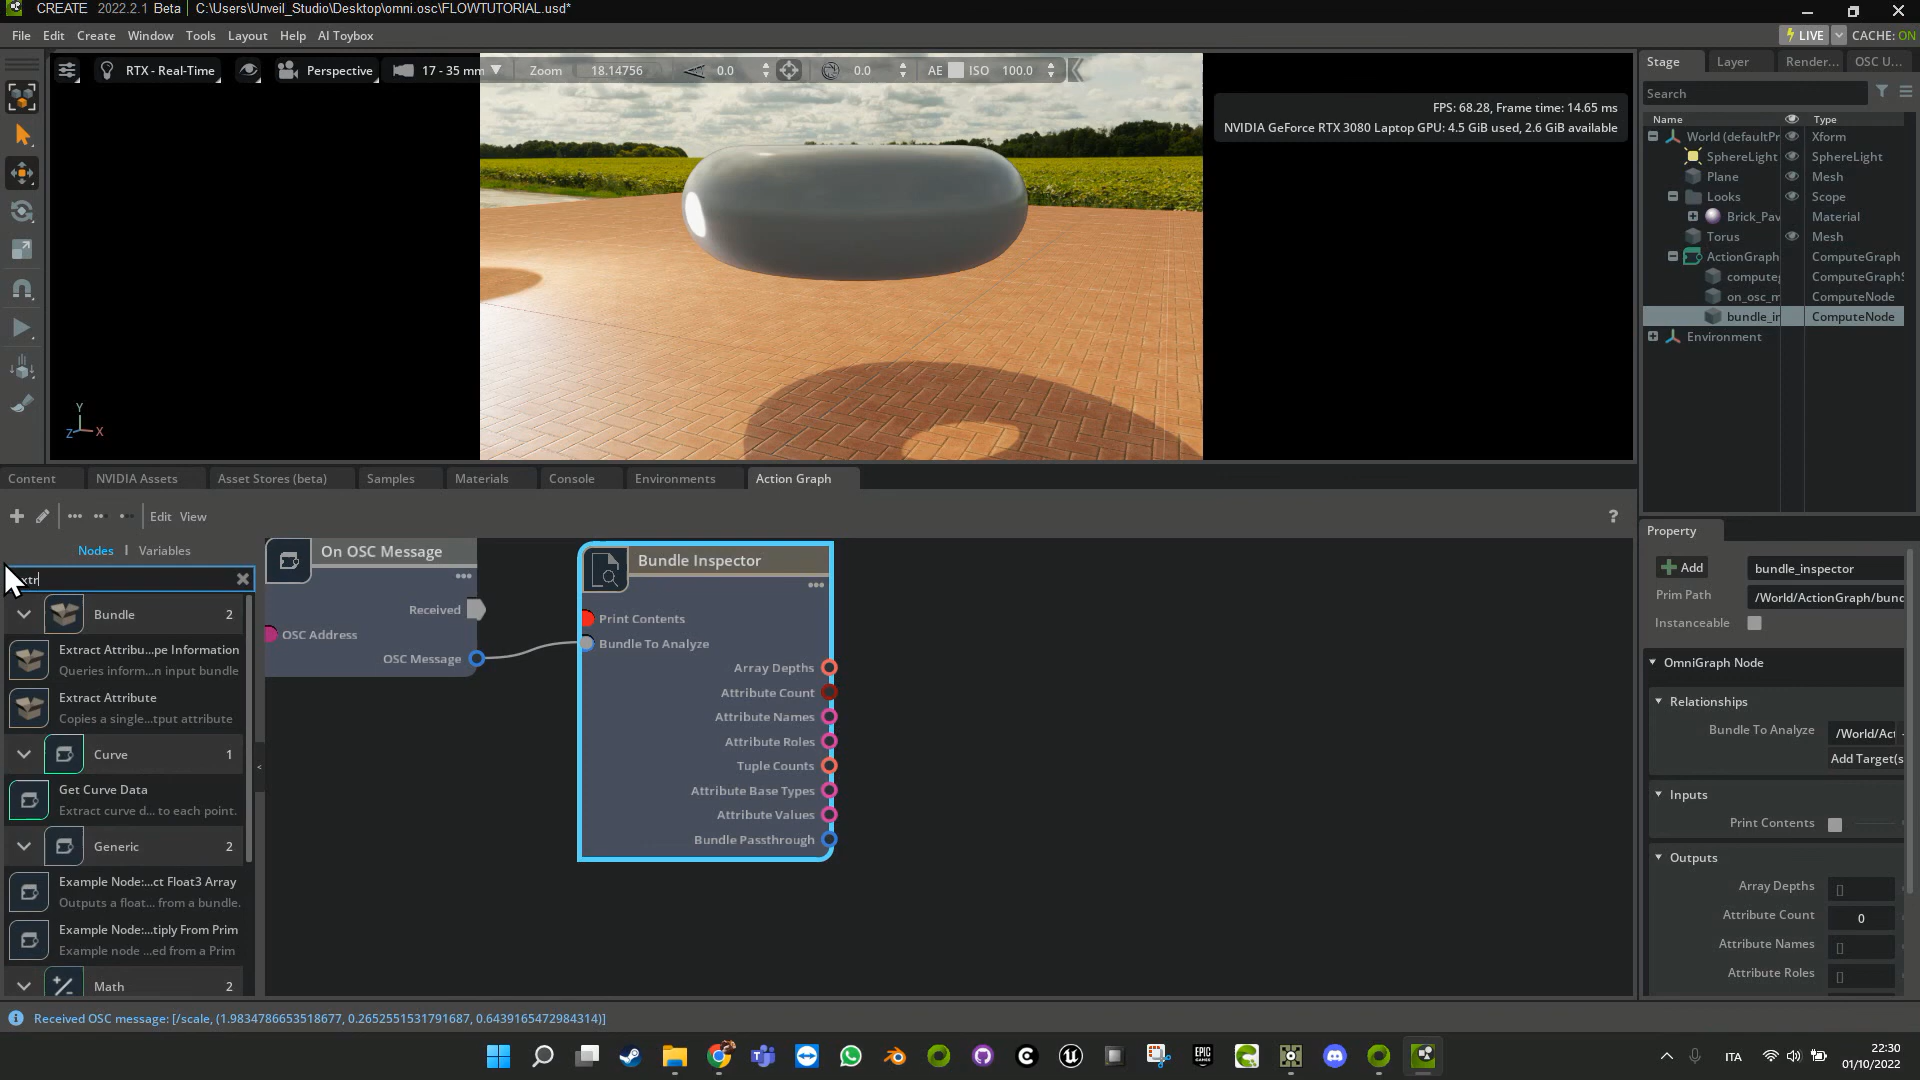 CREATE 2022.2.1 Beta | C:\Users\Unveil_Studio\Desktop\omni.osc\FLOWTUTORIAL.usd*
File Edit Create Window Tools Layout Help AI Toybox
LIVE CACHE: ON
RTX - Real-Time Perspective 17 - 35 mm Zoom 18.14756 0.0 0.0 AE ISO 100.0
FPS: 68.28, Frame time: 14.65 ms
NVIDIA GeForce RTX 3080 Laptop GPU: 4.5 GiB used, 2.6 GiB available
Y
Z X
Stage Layer Render... OSC U...
Search
Name Type
World (defaultPr Xform
SphereLight SphereLight
Plane Mesh
Looks Scope
Brick_Pav Material
Torus Mesh
ActionGraph ComputeGraph
compute ComputeGraphS
on_osc_m ComputeNode
bundle_ir ComputeNode
Environment
Content NVIDIA Assets Asset Stores (beta) Samples Materials Console Environments Action Graph
Edit View ?
Nodes | Variables
xtr
Bundle 2
Extract Attribu...pe Information
Queries inform...n input bundle
Extract Attribute
Copies a single...tput attribute
Curve 1
Get Curve Data
Extract curve d... to each point.
Generic 2
Example Node:...ct Float3 Array
Outputs a float... from a bundle.
Example Node:...tiply From Prim
Example node ...ed from a Prim
Math 2
<
On OSC Message
Received
OSC Address
OSC Message
Bundle Inspector
Print Contents
Bundle To Analyze
Array Depths
Attribute Count
Attribute Names
Attribute Roles
Tuple Counts
Attribute Base Types
Attribute Values
Bundle Passthrough
Property
Add bundle_inspector
Prim Path /World/ActionGraph/bunc
Instanceable
OmniGraph Node
Relationships
Bundle To Analyze /World/Act
Add Target(s
Inputs
Print Contents
Outputs
Array Depths []
Attribute Count 0
Attribute Names []
Attribute Roles []
Received OSC message: [/scale, (1.9834786653518677, 0.2652551531791687, 0.6439165472984314)]
EPIC GAMES
ITA
22:30
01/10/2022